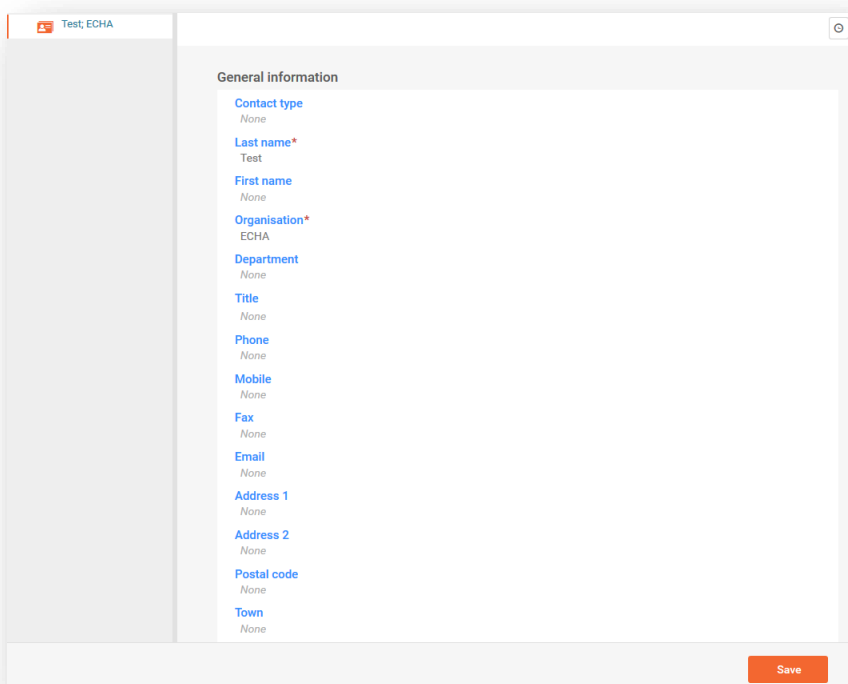 Test; ECHA
General information
Contact type
None
Last name*
Test
First name
None
Organisation*
ECHA
Department
None
Title
None
Phone
None
Mobile
None
Fax
None
Email
None
Address 1
None
Address 2
None
Postal code
None
Town
None
Save